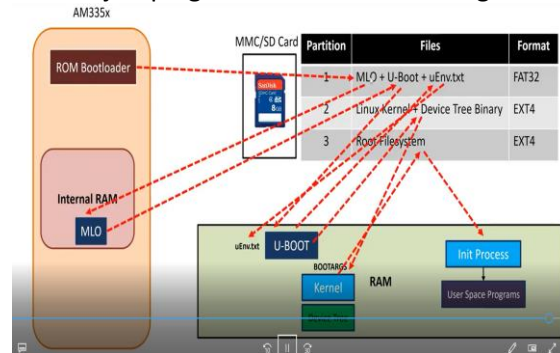 AM335x
ROM Bootloader
Internal RAM
MLO
MMC/SD Card
SanDisk
8GB
Partition Files Format
1 MLO + U-Boot + uEnv.txt FAT32
2 Linux Kernel + Device Tree Binary EXT4
3 Root Filesystem EXT4
uEnv.txt
U-BOOT
BOOTARGS
Kernel
RAM
Init Process
User Space Programs